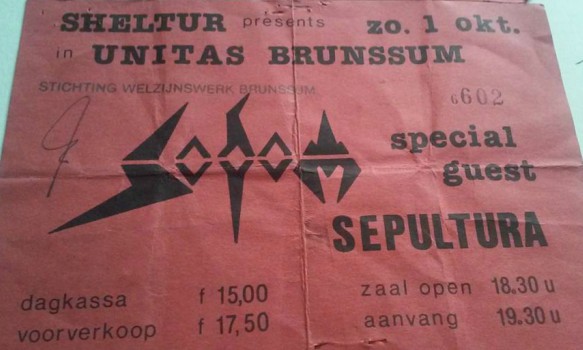 SHELTUR presents zo. 1 okt.
in UNITAS BRUNSSUM
STICHTING WELZIJNSWERK BRUNSSUM
6602
SODOM
special
guest
SEPULTURA
dagkassa f 15,00
voorverkoop f 17,50
zaal open 18.30 u
aanvang 19.30 u